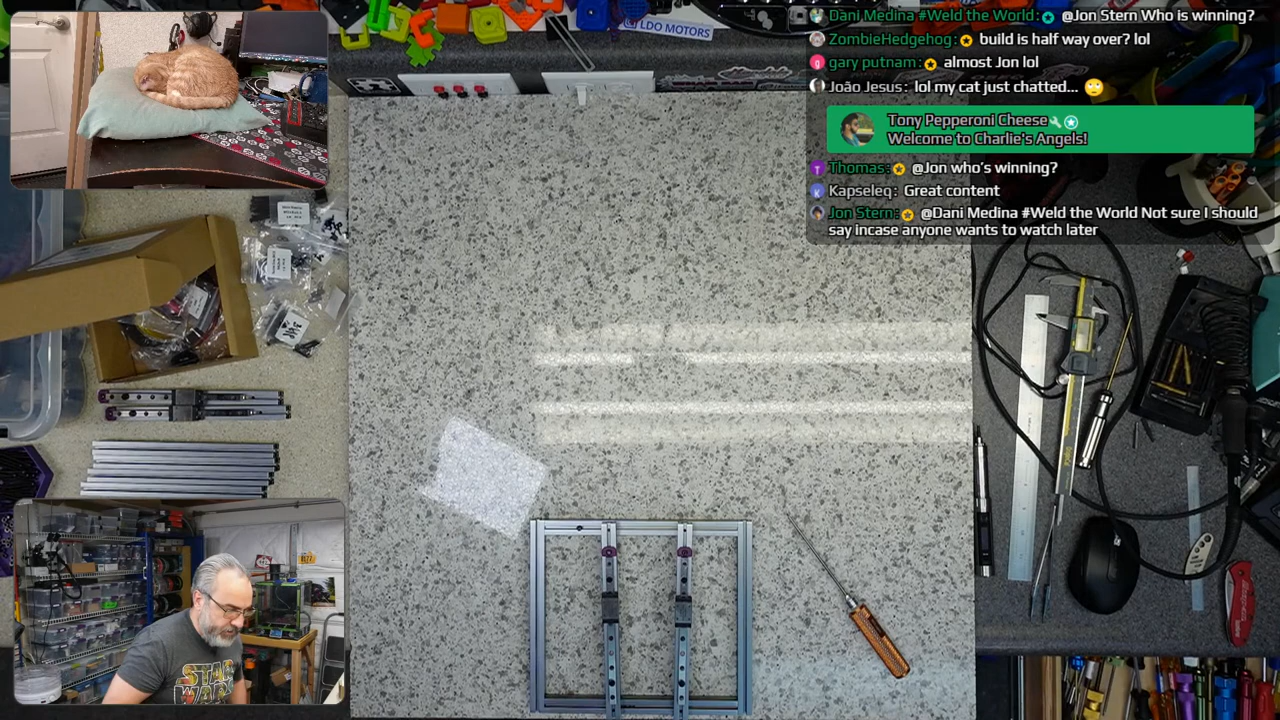 LDO MOTORS
Dani Medina #Weld the World: @Jon Stern Who is winning?
ZombieHedgehog: build is half way over? lol
gary putnam: almost Jon lol
João Jesus: lol my cat just chatted...
Tony Pepperoni Cheese
Welcome to Charlie's Angels!
Thomas: @Jon who's winning?
Kapseleq: Great content
Jon Stern: @Dani Medina #Weld the World Not sure I should
say incase anyone wants to watch later
STAR
WARS